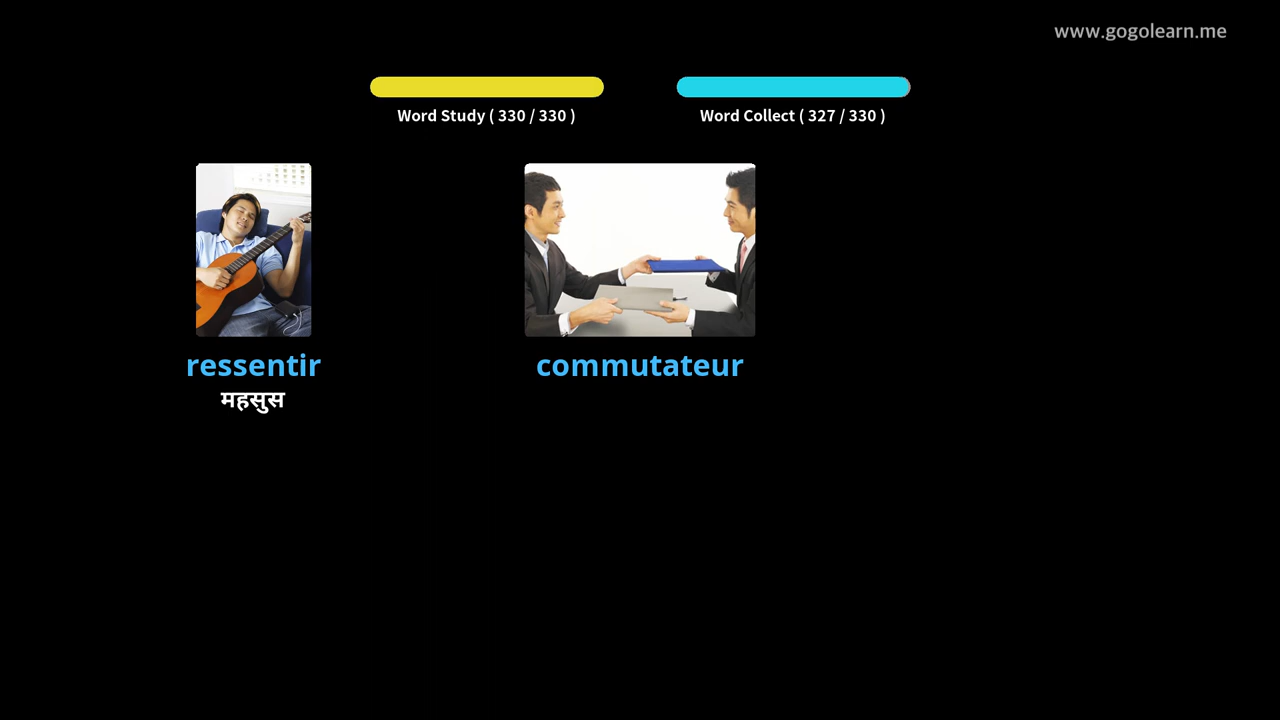 www.gogolearn.me
Word Study ( 330 / 330 )
Word Collect ( 327 / 330 )
ressentir
महसुस
commutateur